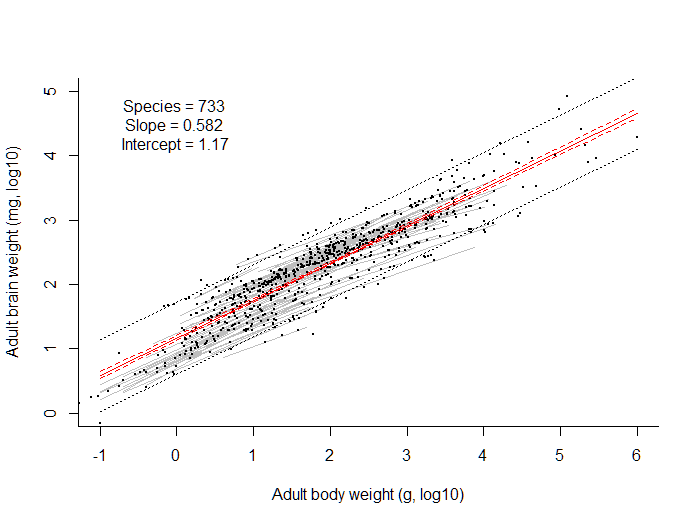 Species = 733
Slope = 0.582
Intercept = 1.17
Adult brain weight (mg, log10)
5
4
3
2
1
0
-1 0 1 2 3 4 5 6
Adult body weight (g, log10)